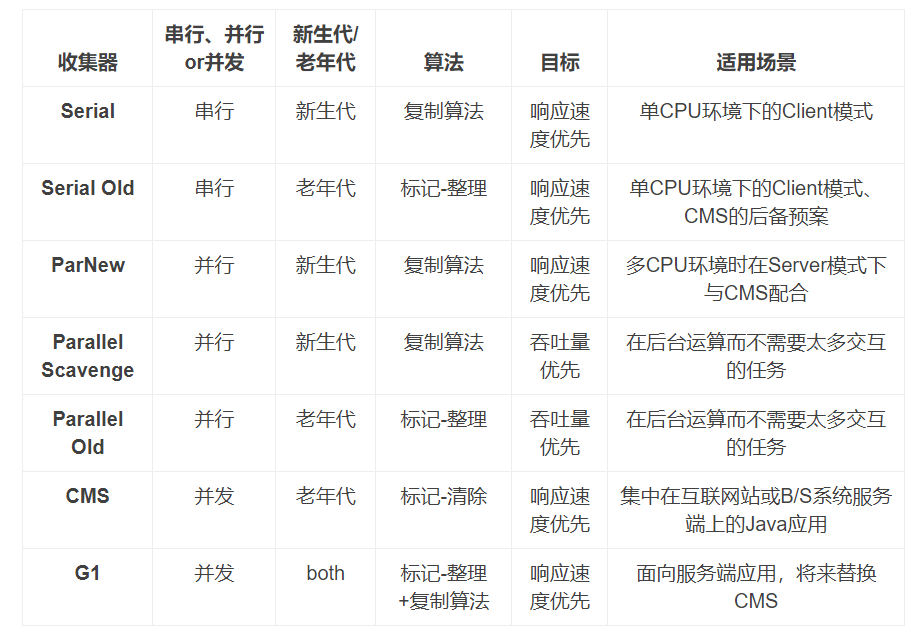 收集器
串行、并行
or并发
新生代/
老年代
算法
目标
适用场景
Serial
串行
新生代
复制算法
响应速
度优先
单CPU环境下的Client模式
Serial Old
串行
老年代
标记-整理
响应速
度优先
单CPU环境下的Client模式、
CMS的后备预案
ParNew
并行
新生代
复制算法
响应速
度优先
多CPU环境时在Server模式下
与CMS配合
Parallel
Scavenge
并行
新生代
复制算法
吞吐量
优先
在后台运算而不需要太多交互
的任务
Parallel
Old
并行
老年代
标记-整理
吞吐量
优先
在后台运算而不需要太多交互
的任务
CMS
并发
老年代
标记-清除
响应速
度优先
集中在互联网站或B/S系统服务
端上的Java应用
G1
并发
both
标记-整理
+复制算法
响应速
度优先
面向服务端应用，将来替换
CMS